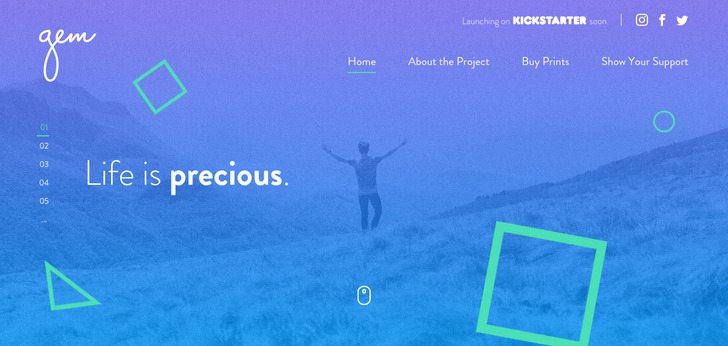 Launching on KICKSTARTER soon
gem
Home About the Project Buy Prints Show Your Support
01
02
03
04
05
...
Life is precious.